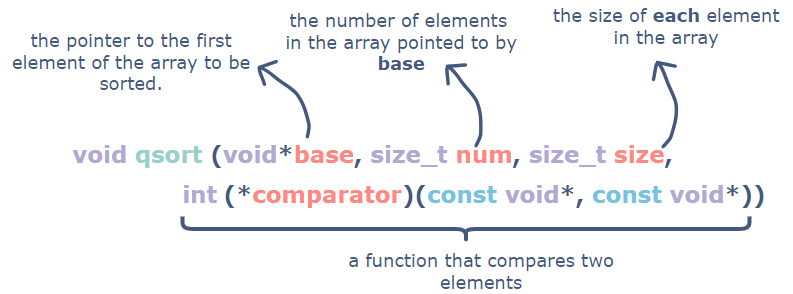 the pointer to the first
element of the array to be
sorted.
the number of elements
in the array pointed to by
base
the size of each element
in the array
void qsort (void*base, size_t num, size_t size,
int (*comparator)(const void*, const void*))
a function that compares two
elements